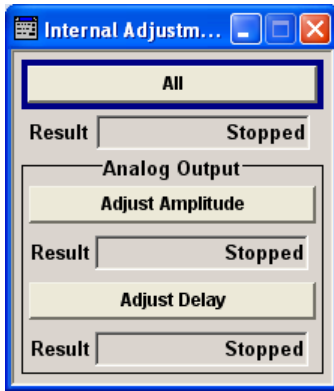 Internal Adjustm...
All
Result Stopped
Analog Output
Adjust Amplitude
Result Stopped
Adjust Delay
Result Stopped